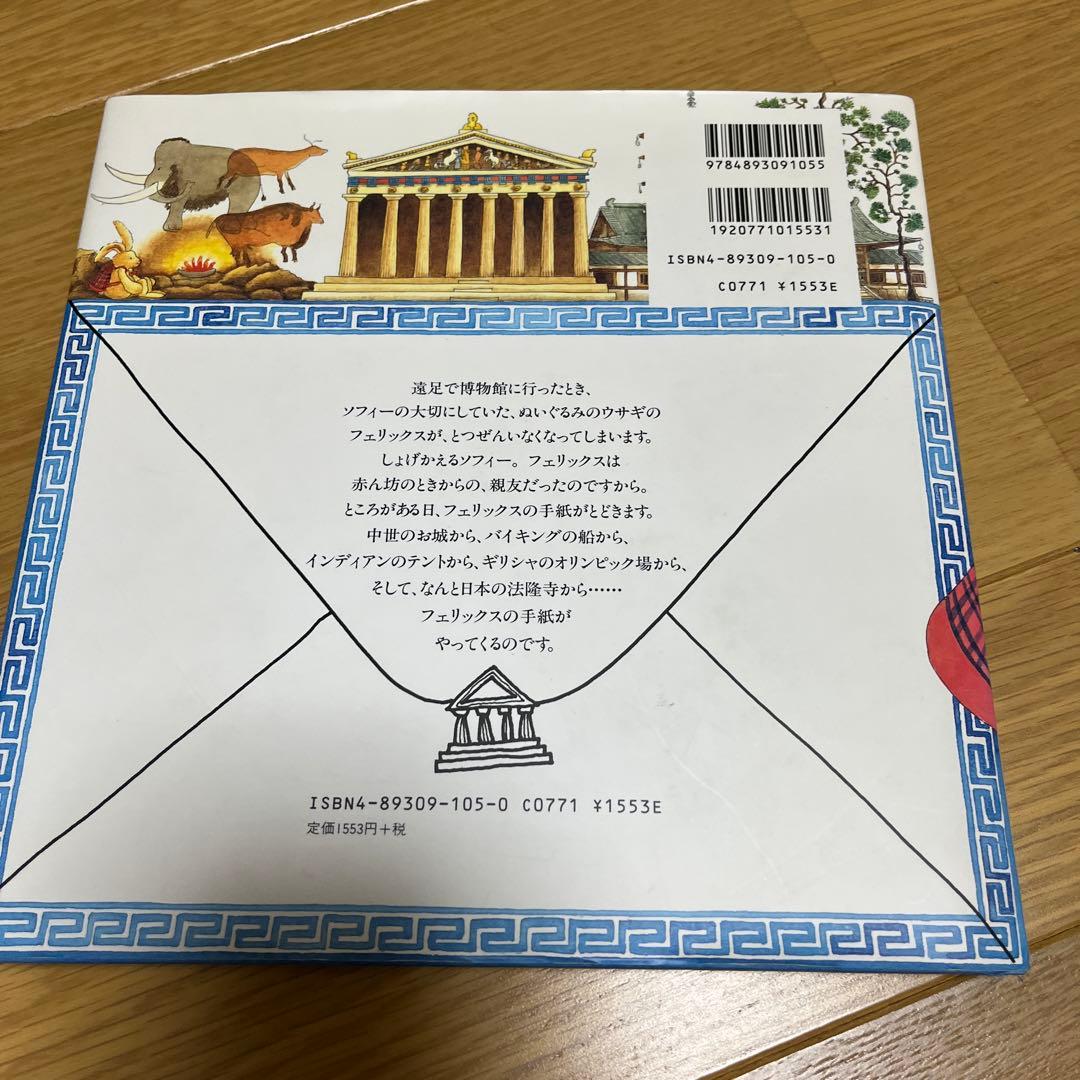 9784893091055
1920771015531
ISBN4-89309-105-0
C0771 ¥1553E
遠足で博物館に行ったとき、
ソフィーの大切にしていた、ぬいぐるみのウサギの
フェリックスが、とつぜんいなくなってしまいます。
しょげかえるソフィー。フェリックスは
赤ん坊のときからの、親友だったのですから。
ところがある日、フェリックスの手紙がとどきます。
中世のお城から、バイキングの船から、
インディアンのテントから、ギリシャのオリンピック場から、
そして、なんと日本の法隆寺から……
フェリックスの手紙が
やってくるのです。
ISBN4-89309-105-0 C0771 ¥1553E
定価1553円+税